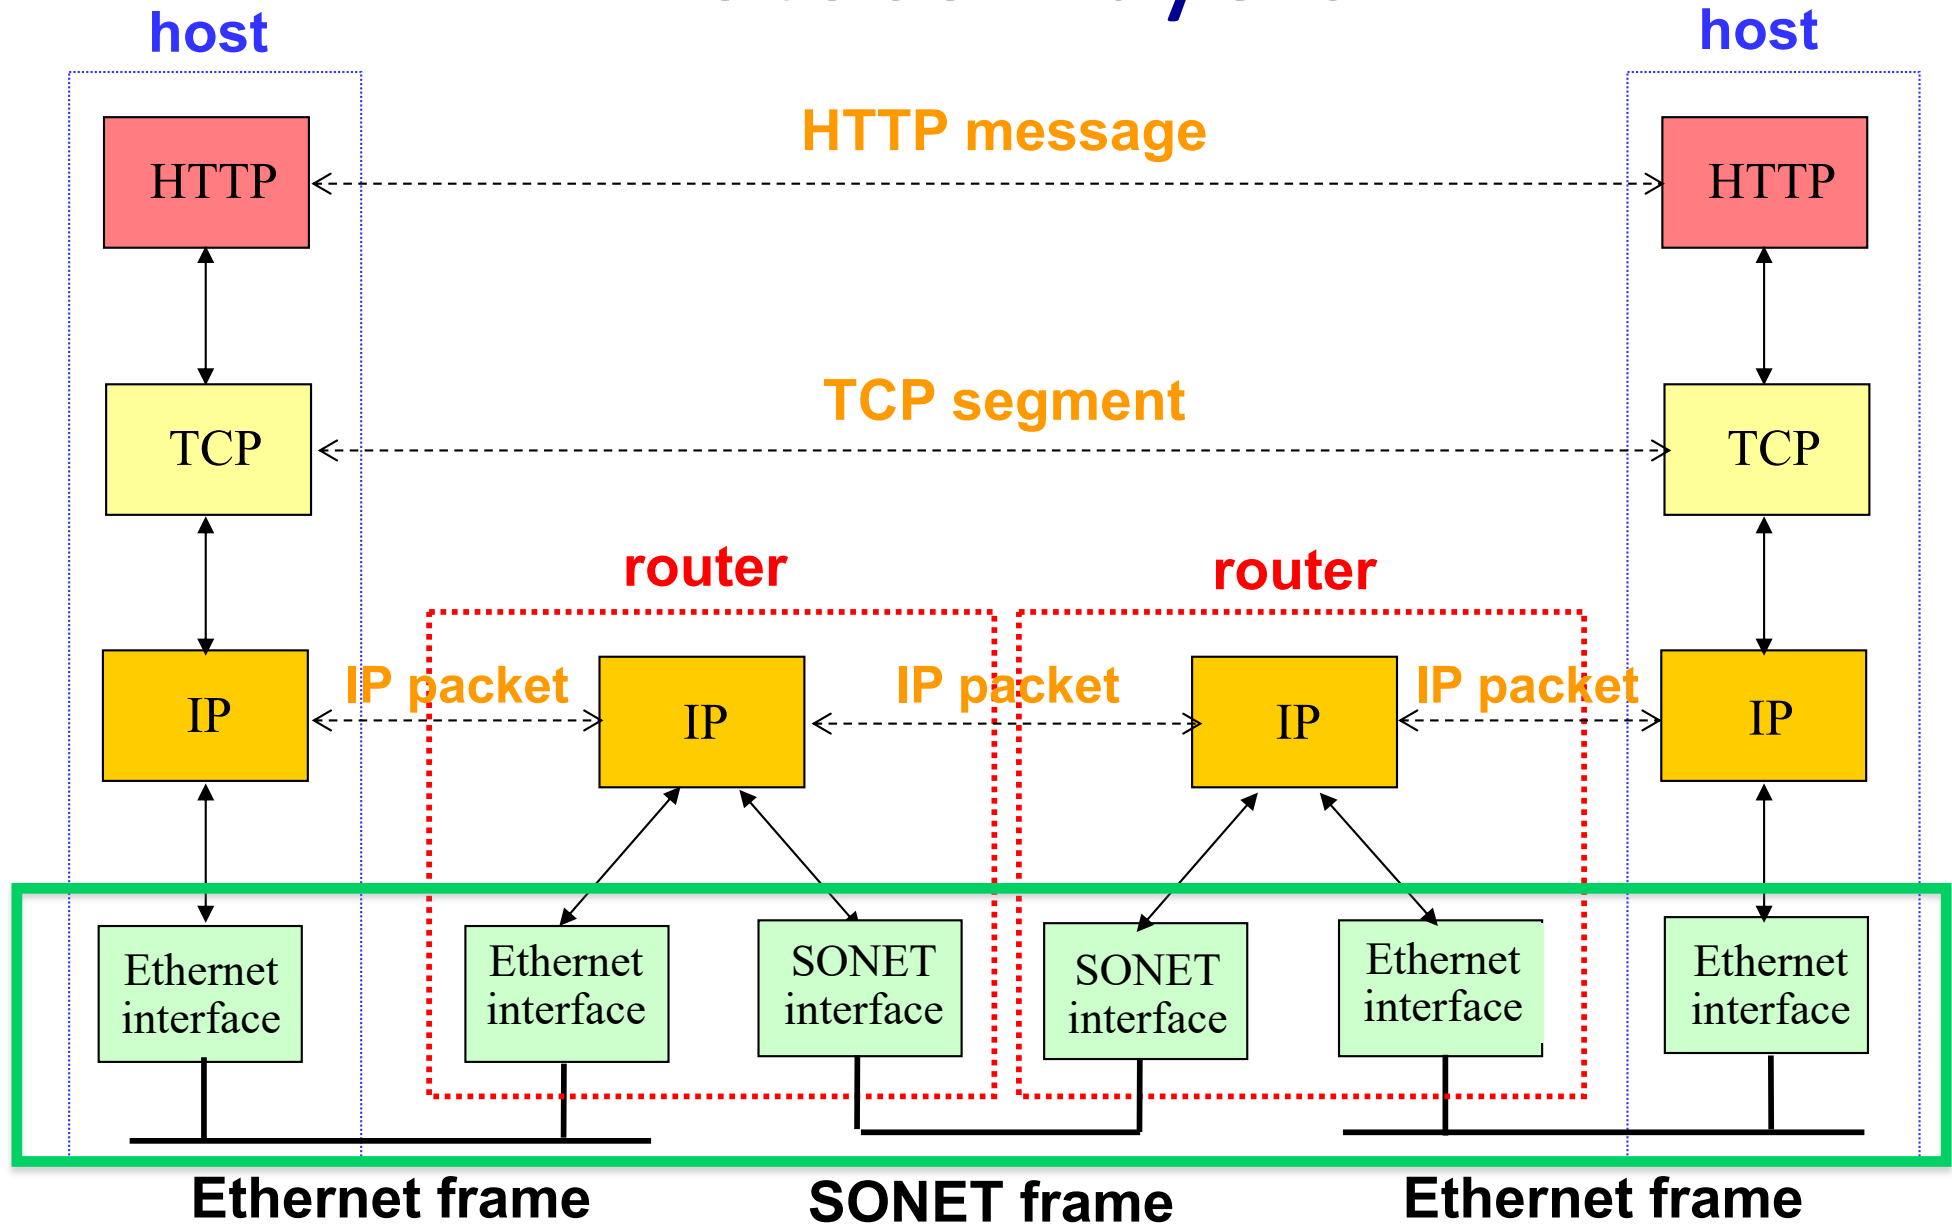 host
host
HTTP message
HTTP
HTTP
TCP segment
TCP
TCP
router
router
IP packet
IP packet
IP packet
IP
IP
IP
IP
Ethernet
interface
Ethernet
interface
SONET
interface
SONET
interface
Ethernet
interface
Ethernet
interface
Ethernet frame
SONET frame
Ethernet frame